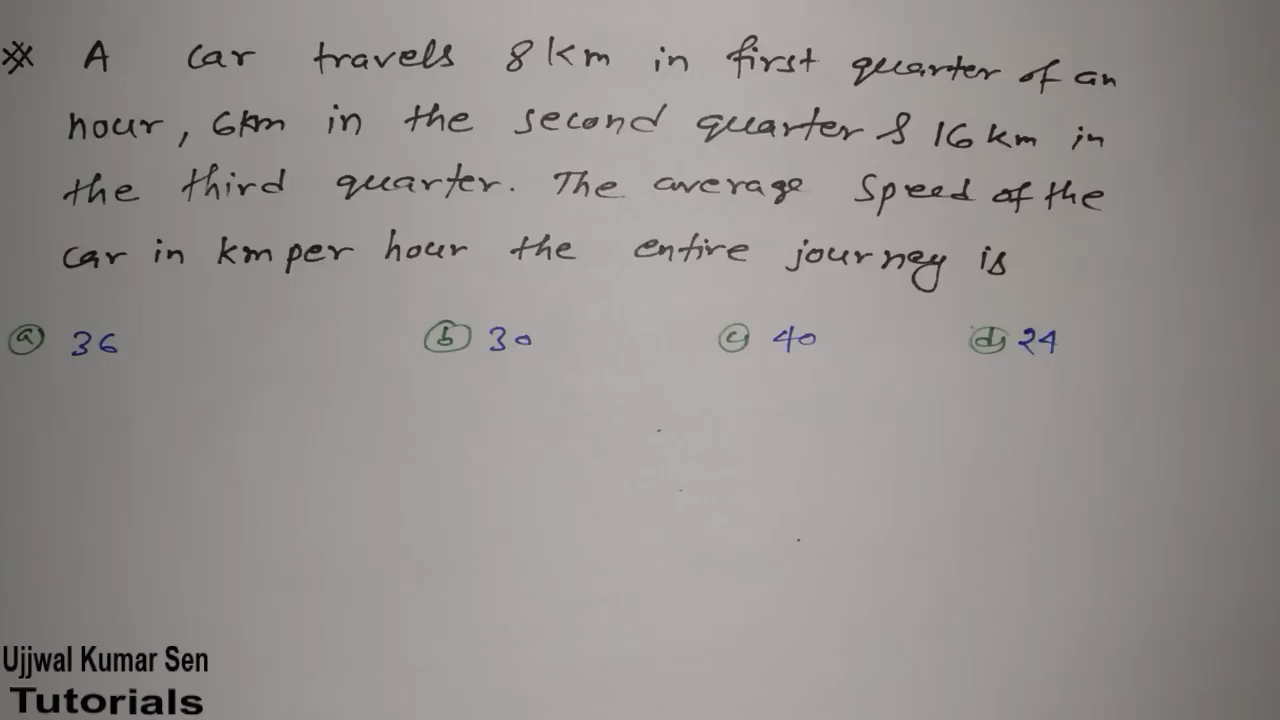 ※ A car travels 8 km in first quarter of an
hour, 6km in the second quarter & 16 km in
the third quarter. The average speed of the
car in km per hour the entire journey is
(a) 36 (b) 30 (c) 40 (d) 24
Ujjwal Kumar Sen
Tutorials